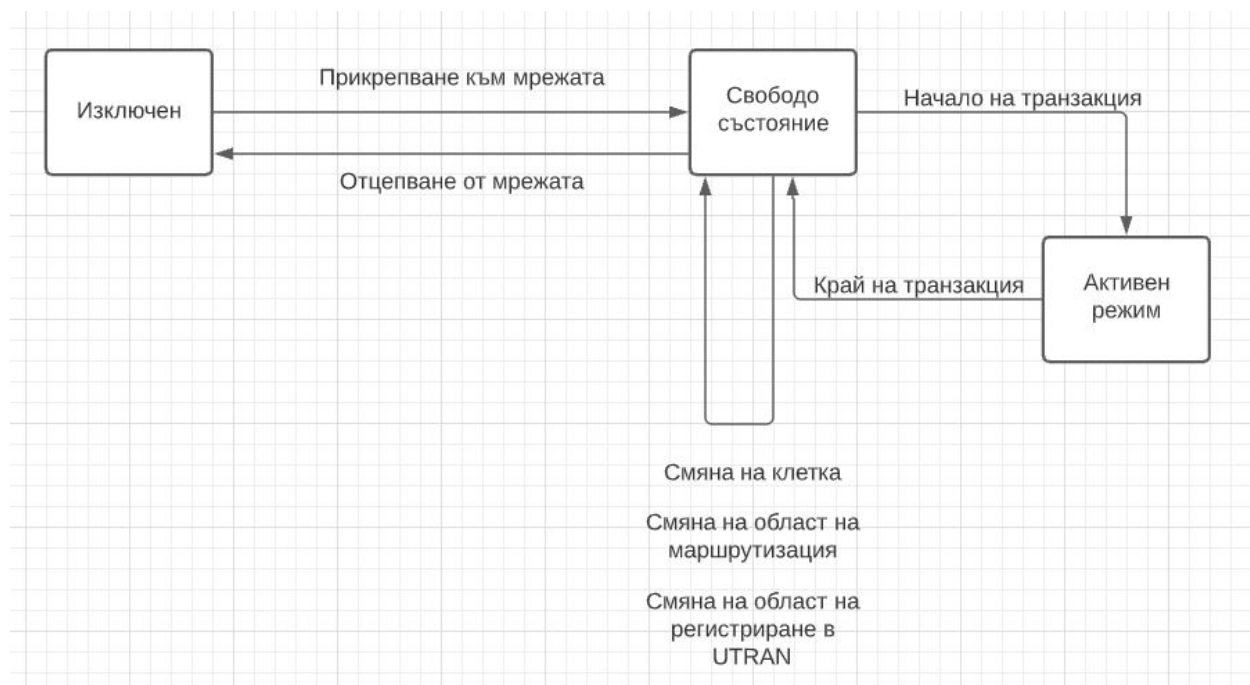 Изключен
Прикрепване към мрежата
Отцепване от мрежата
Свободо
състояние
Начало на транзакция
Край на транзакция
Активен
режим
Смяна на клетка
Смяна на област на
маршрутизация
Смяна на област на
регистриране в
UTRAN